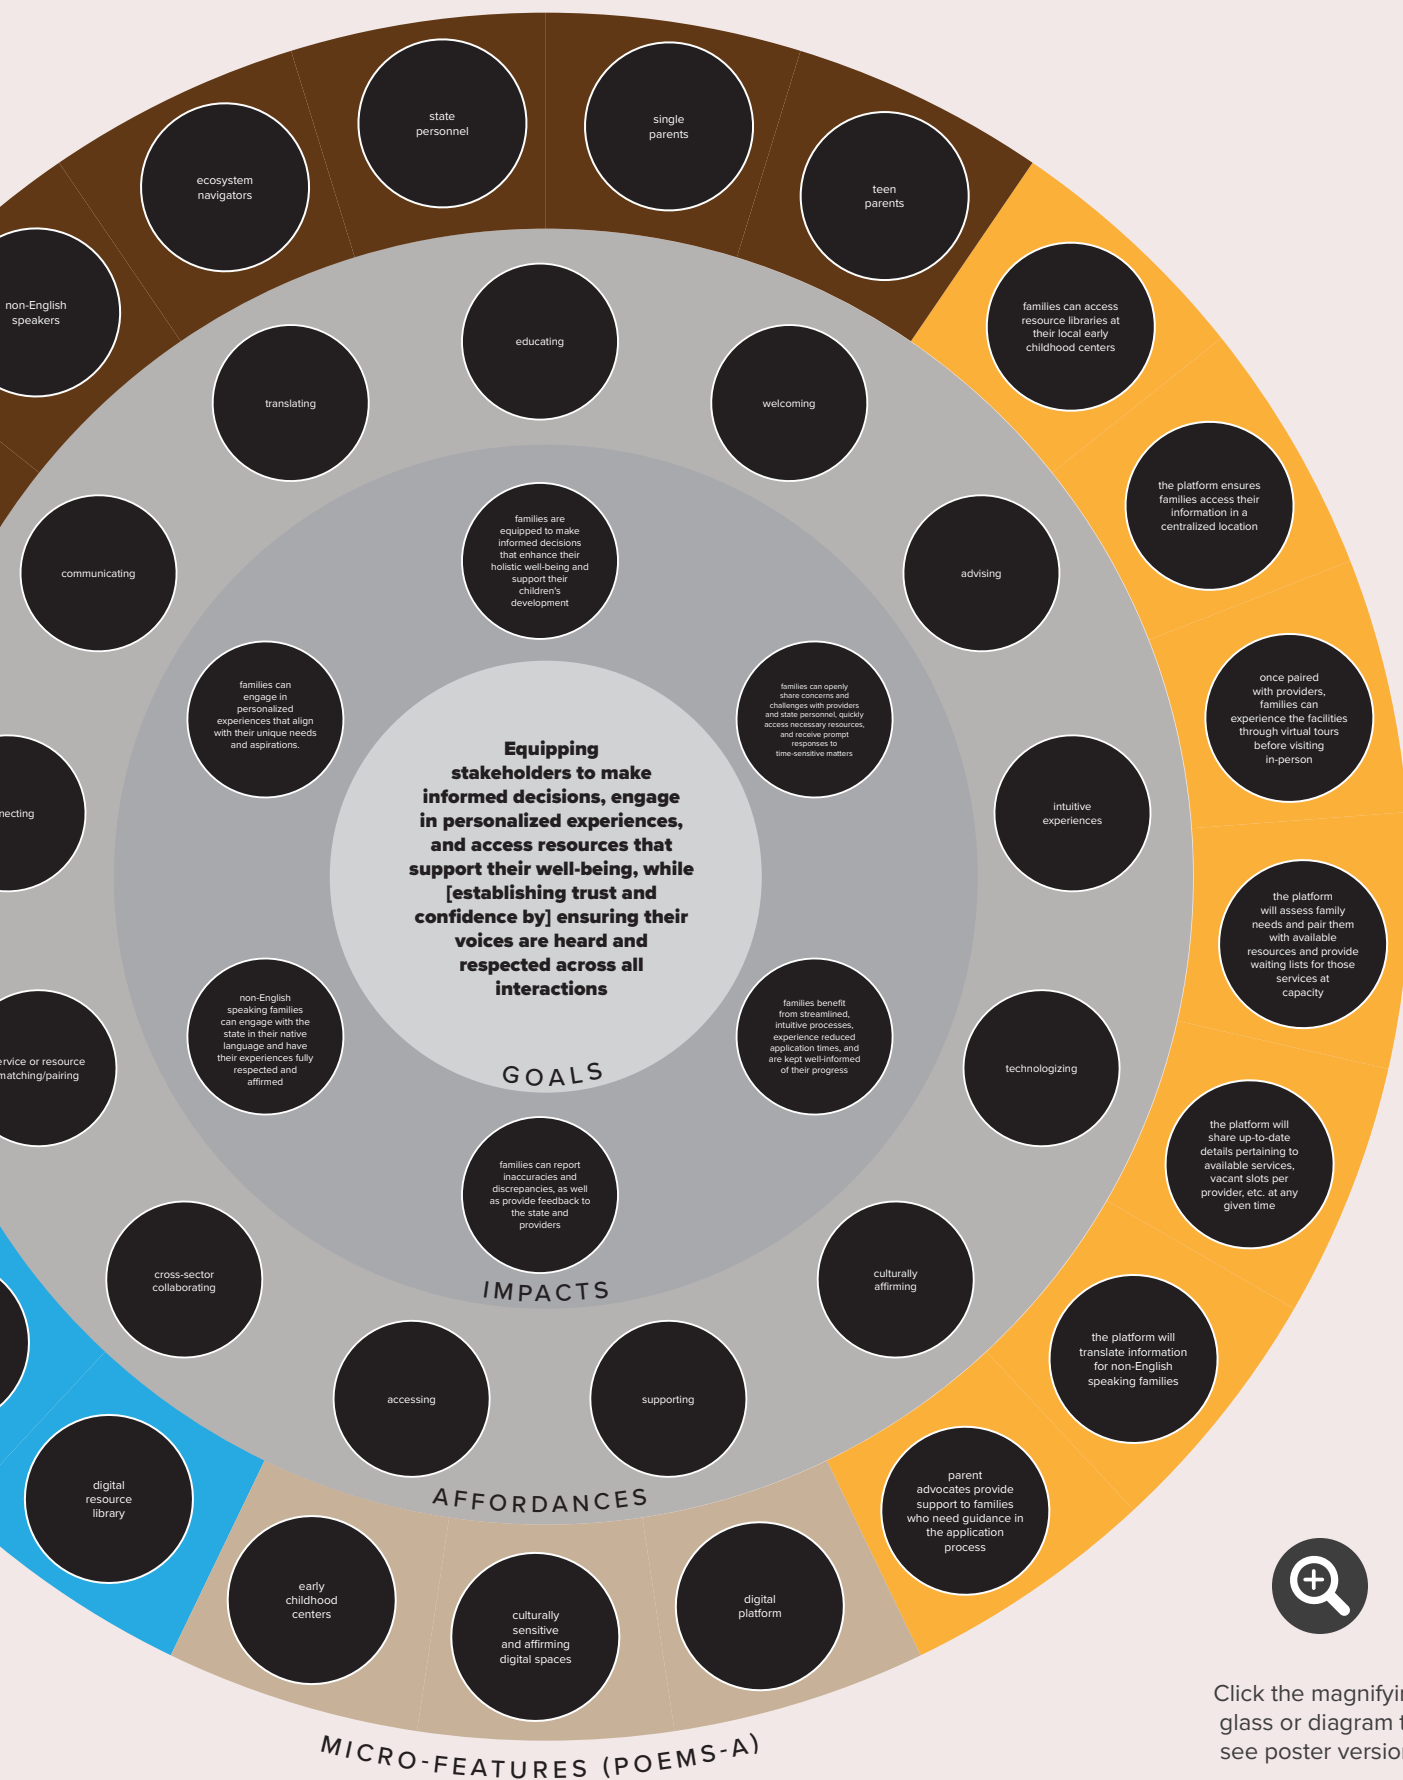 state
personnel
single
parents
ecosystem
navigators
teen
parents
non-English
speakers
families can access
resource libraries at
their local early
childhood centers
educating
translating
welcoming
the platform ensures
families access their
information in a
centralized location
communicating
advising
families are
equipped to make
informed decisions
that enhance their
holistic well-being and
support their
children's
development
once paired
with providers,
families can
experience the facilities
through virtual tours
before visiting
in-person
families can
engage in
personalized
experiences that align
with their unique needs
and aspirations.
families can openly
share concerns and
challenges with providers
and state personnel, quickly
access necessary resources,
and receive prompt
responses to
time-sensitive matters
necting
intuitive
experiences
Equipping
stakeholders to make
informed decisions, engage
in personalized experiences,
and access resources that
support their well-being, while
[establishing trust and
confidence by] ensuring their
voices are heard and
respected across all
interactions
GOALS
the platform
will assess family
needs and pair them
with available
resources and provide
waiting lists for those
services at
capacity
non-English
speaking families
can engage with the
state in their native
language and have
their experiences fully
respected and
affirmed
families benefit
from streamlined,
intuitive processes,
experience reduced
application times, and
are kept well-informed
of their progress
ervice or resource
matching/pairing
technologizing
the platform will
share up-to-date
details pertaining to
available services,
vacant slots per
provider, etc. at any
given time
families can report
inaccuracies and
discrepancies, as well
as provide feedback to
the state and
providers
IMPACTS
cross-sector
collaborating
culturally
affirming
the platform will
translate information
for non-English
speaking families
accessing
supporting
AFFORDANCES
digital
resource
library
parent
advocates provide
support to families
who need guidance in
the application
process
early
childhood
centers
culturally
sensitive
and affirming
digital spaces
digital
platform
MICRO-FEATURES (POEMS-A)
Click the magnifyin
glass or diagram t
see poster version